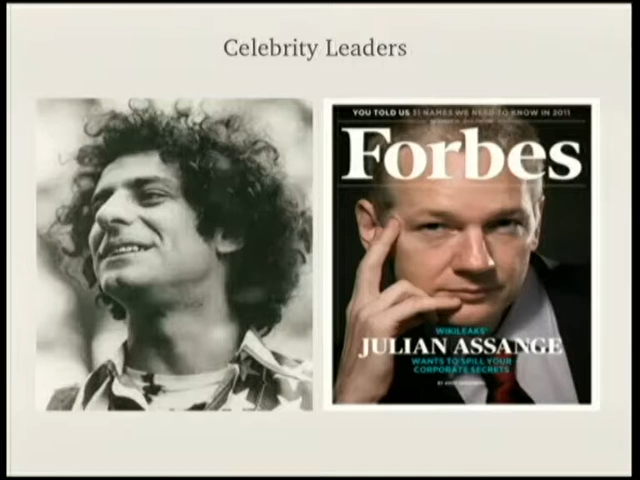 Celebrity Leaders
YOU TOLD US 31 NAMES WE NEED TO KNOW IN 2011
Forbes
WIKILEAKS'
JULIAN ASSANGE
WANTS TO SPILL YOUR
CORPORATE SECRETS